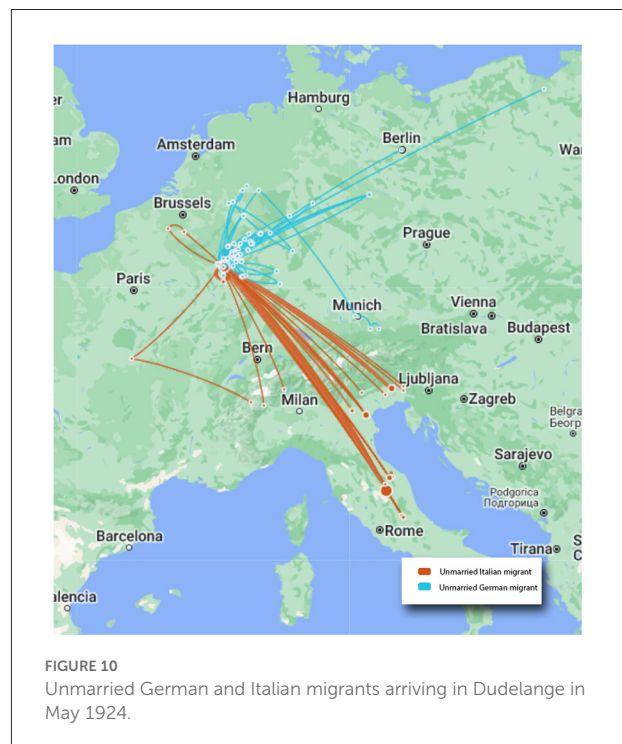 Hamburg
er
am
Amsterdam
Berlin
Wa
London
Brussels
Prague
Paris
Munich
Vienna
Bratislava
Budapest
Bern
Ljubljana
Milan
Zagreb
Belgra
Беогр
Sarajevo
Podgorica
Подгорица
Rome
Barcelona
Tirana
S
C
alencia
Unmarried Italian migrant
Unmarried German migrant
FIGURE 10
Unmarried German and Italian migrants arriving in Dudelange in
May 1924.